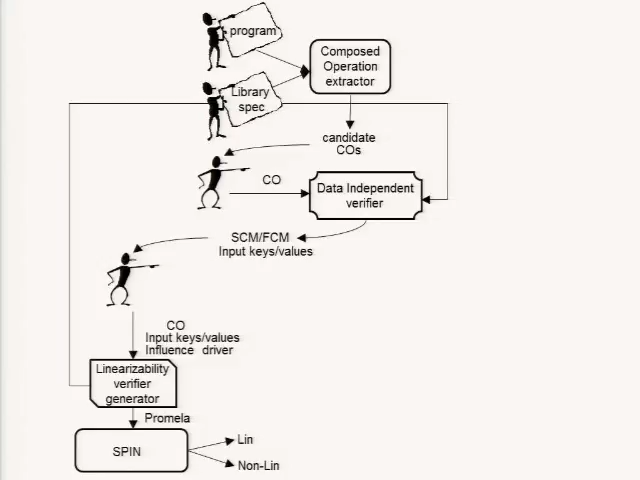 program
Composed
Operation
extractor
Library
spec
candidate
COs
CO
Data Independent
verifier
SCM/FCM
Input keys/values
CO
Input keys/values
Influence driver
Linearizability
verifier
generator
Promela
SPIN
Lin
Non-Lin